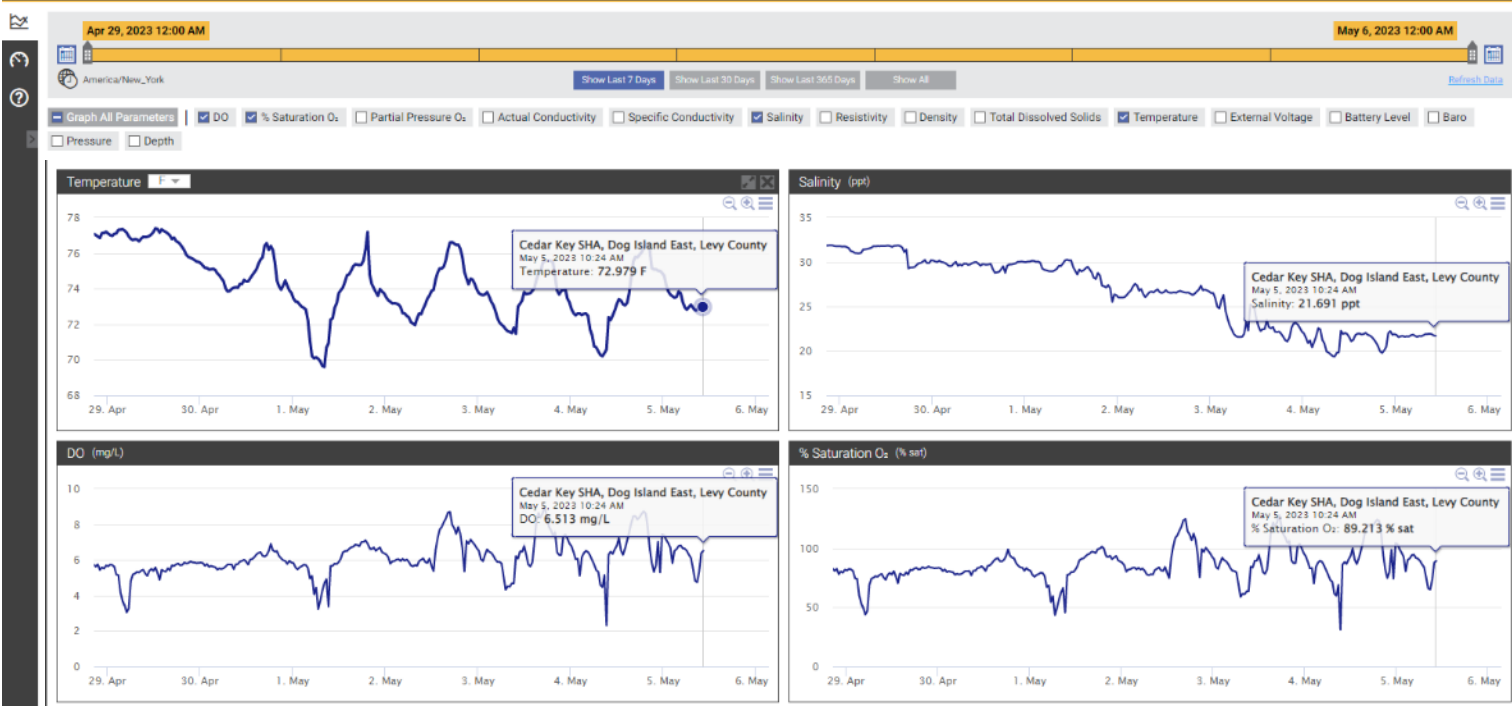 Apr 29, 2023 12:00 AM
May 6, 2023 12:00 AM
America/New_York
Show Last 7 Days
Show Last 30 Days
Show Last 365 Days
Show All
Refresh Data
Graph All Parameters
DO
% Saturation O₂
Partial Pressure O₂
Actual Conductivity
Specific Conductivity
Salinity
Resistivity
Density
Total Dissolved Solids
Temperature
External Voltage
Battery Level
Baro
Pressure
Depth
Temperature F
78
76
74
72
70
68
Cedar Key SHA, Dog Island East, Levy County
May 5, 2023 10:24 AM
Temperature: 72.979 F
29. Apr
30. Apr
1. May
2. May
3. May
4. May
5. May
6. May
Salinity (ppt)
35
30
25
20
15
Cedar Key SHA, Dog Island East, Levy County
May 5, 2023 10:24 AM
Salinity: 21.691 ppt
29. Apr
30. Apr
1. May
2. May
3. May
4. May
5. May
6. May
DO (mg/L)
10
8
6
4
2
0
Cedar Key SHA, Dog Island East, Levy County
May 5, 2023 10:24 AM
DO: 6.513 mg/L
29. Apr
30. Apr
1. May
2. May
3. May
4. May
5. May
6. May
% Saturation O₂ (% sat)
150
100
50
0
Cedar Key SHA, Dog Island East, Levy County
May 5, 2023 10:24 AM
% Saturation O₂: 89.213 % sat
29. Apr
30. Apr
1. May
2. May
3. May
4. May
5. May
6. May